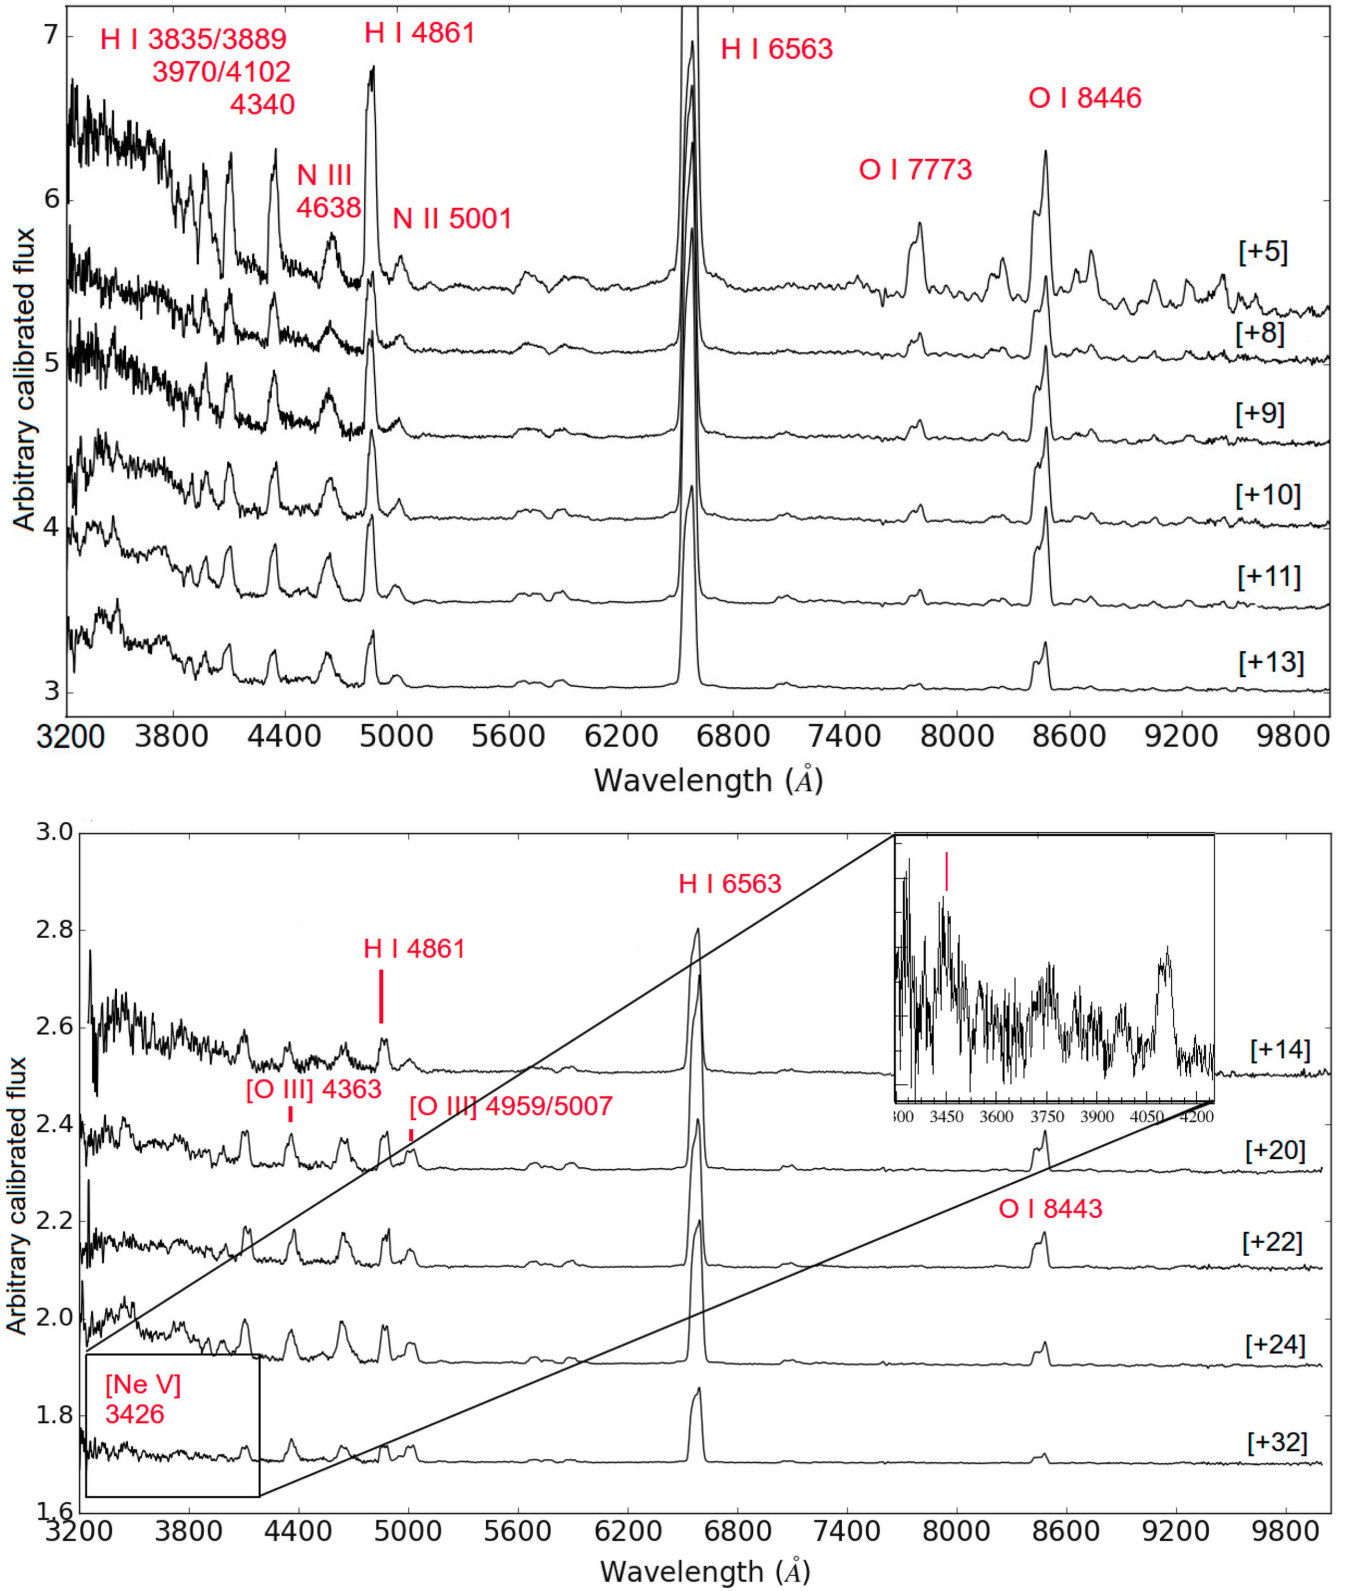 7
H I 3835/3889
3970/4102
4340
H I 4861
H I 6563
O I 8446
N III
4638
N II 5001
O I 7773
6
5
4
3
[+5]
[+8]
[+9]
[+10]
[+11]
[+13]
Arbitrary calibrated flux
3200 3800 4400 5000 5600 6200 6800 7400 8000 8600 9200 9800
Wavelength (Å)
3.0
2.8
2.6
2.4
2.2
2.0
1.8
1.6
H I 6563
H I 4861
[O III] 4363
[O III] 4959/5007
O I 8443
[Ne V]
3426
300 3450 3600 3750 3900 4050 4200
[+14]
[+20]
[+22]
[+24]
[+32]
Arbitrary calibrated flux
3200 3800 4400 5000 5600 6200 6800 7400 8000 8600 9200 9800
Wavelength (Å)